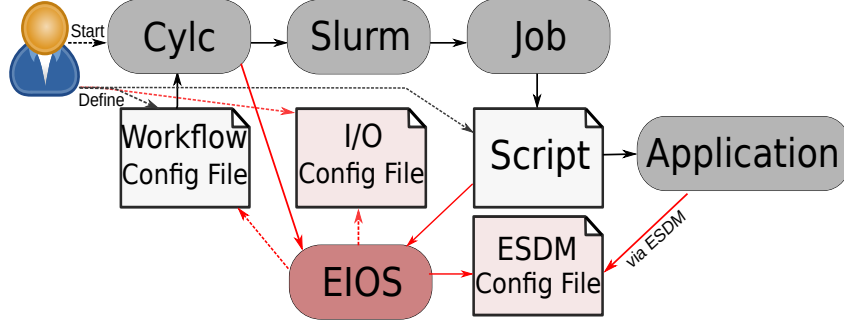 Start
Cylc
Slurm
Job
Define
Workflow
Config File
I/O
Config File
Script
Application
EIOS
ESDM
Config File
via ESDM